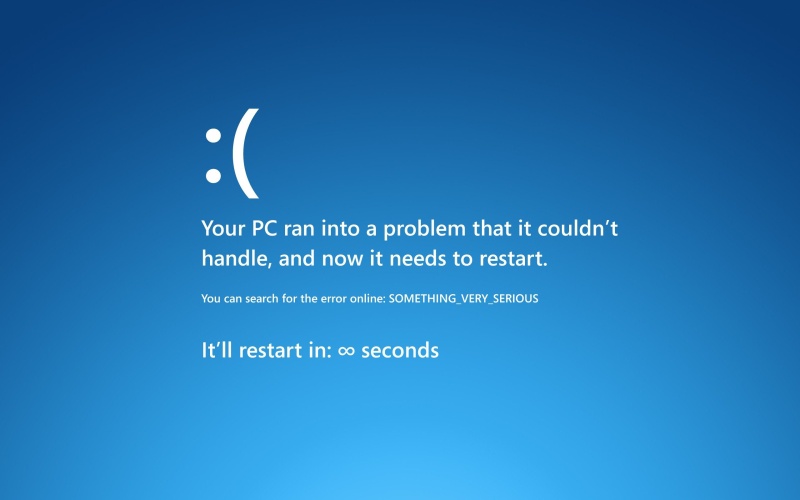 :(
Your PC ran into a problem that it couldn’t
handle, and now it needs to restart.
You can search for the error online: SOMETHING_VERY_SERIOUS
It’ll restart in: ∞ seconds